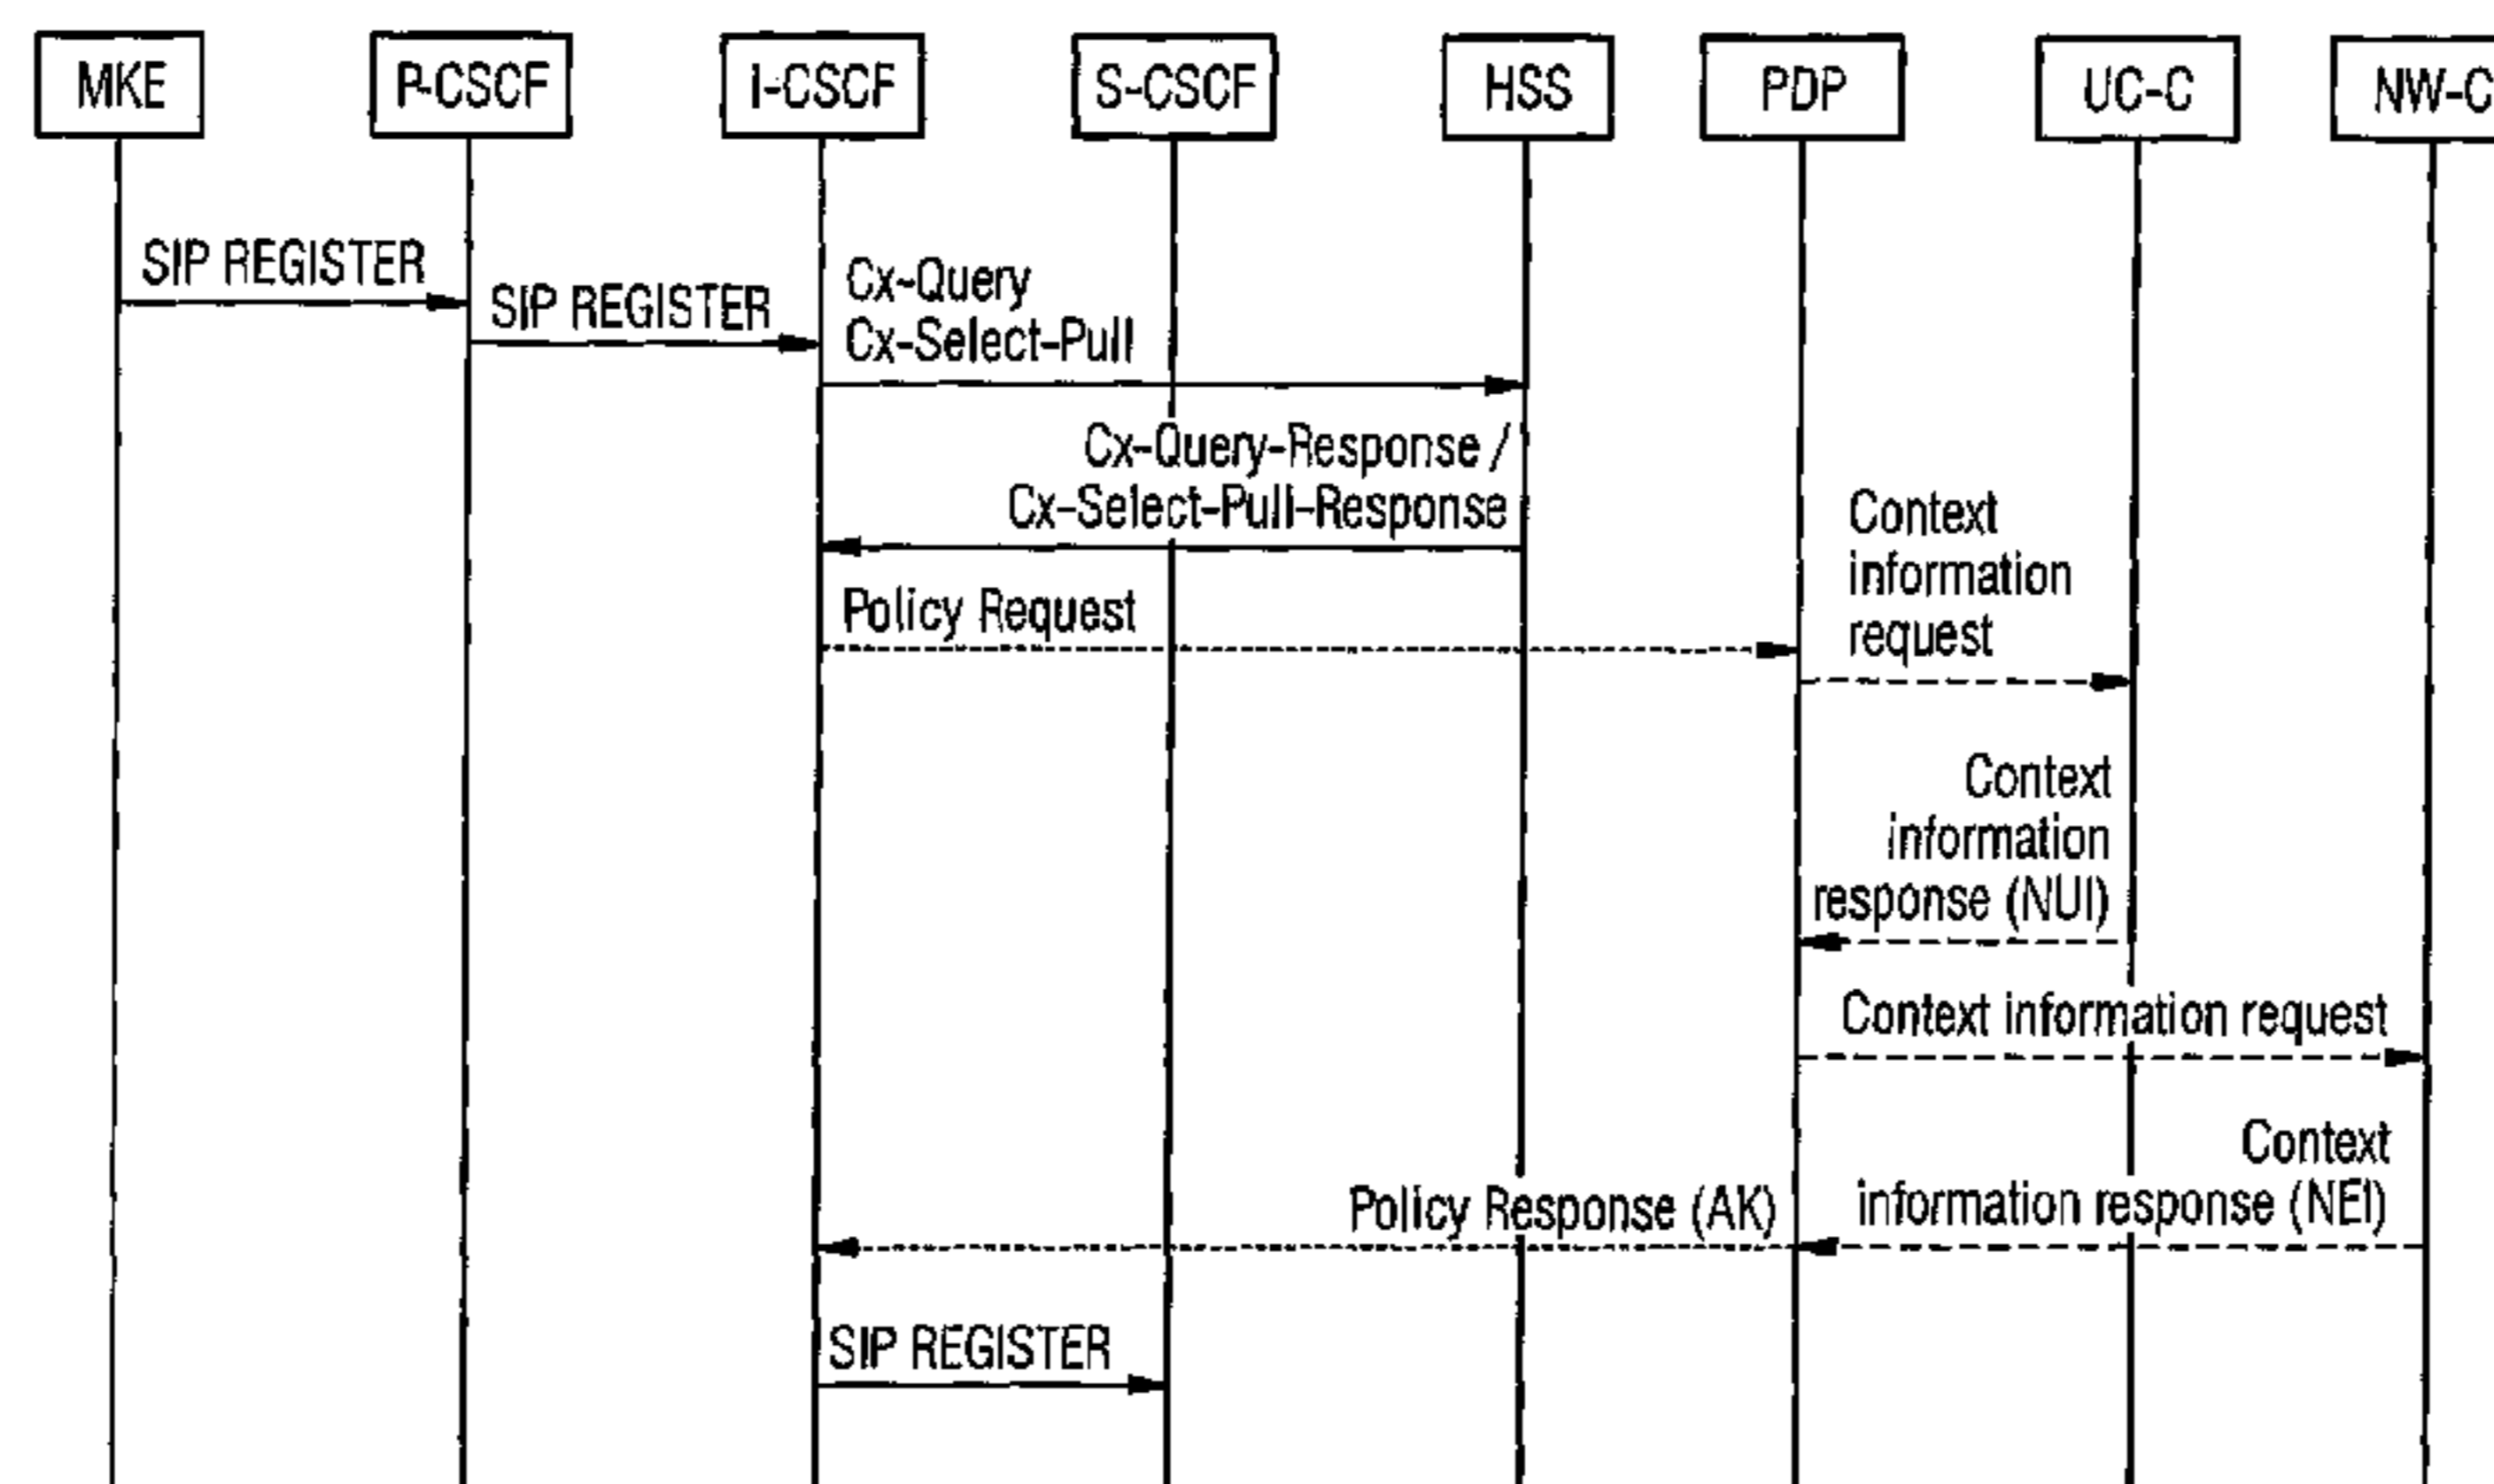 MKE
P-CSCF
I-CSCF
S-CSCF
HSS
PDP
UC-C
NW-C
SIP REGISTER
SIP REGISTER
Cx-Query
Cx-Select-Pull
Cx-Query-Response /
Cx-Select-Pull-Response
Policy Request
Context
information
request
Context
information
response (NUI)
Context information request
Context
information response (NEI)
Policy Response (AK)
SIP REGISTER